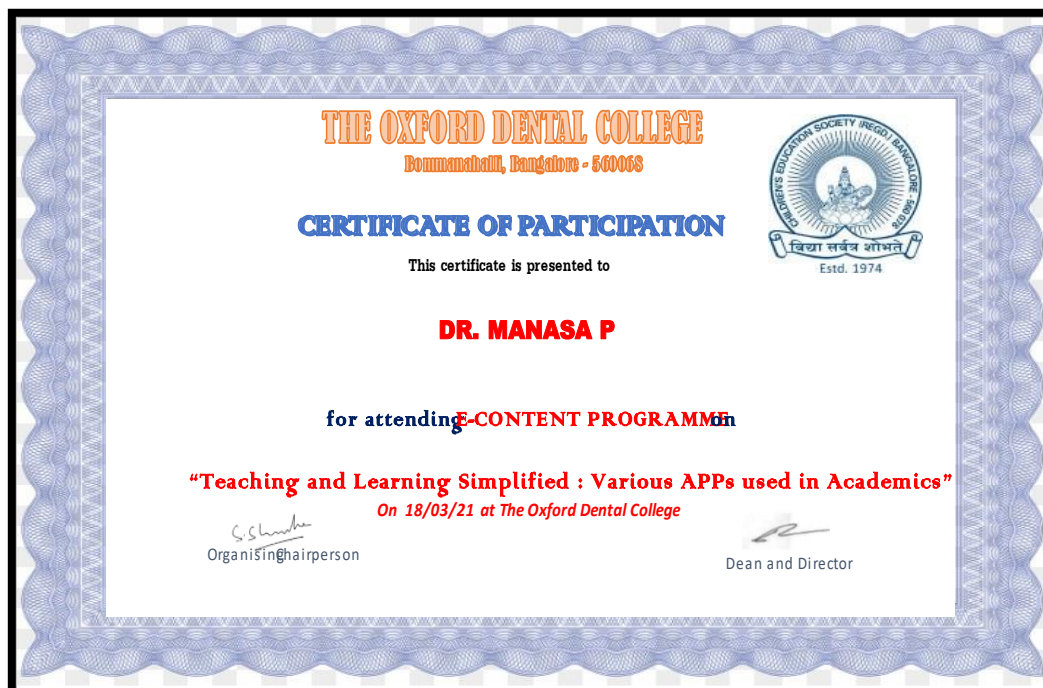 THE OXFORD DENTAL COLLEGE
Bommanahalli, Bangalore - 560068
CHILDREN'S EDUCATION SOCIETY (REGD.) BANGALORE - 560 078
विद्या सर्वत्र शोभते
Estd. 1974
CERTIFICATE OF PARTICIPATION
This certificate is presented to
DR. MANASA P
for attending E-CONTENT PROGRAMME on
“Teaching and Learning Simplified : Various APPs used in Academics”
On 18/03/21 at The Oxford Dental College
Organising Chairperson
Dean and Director